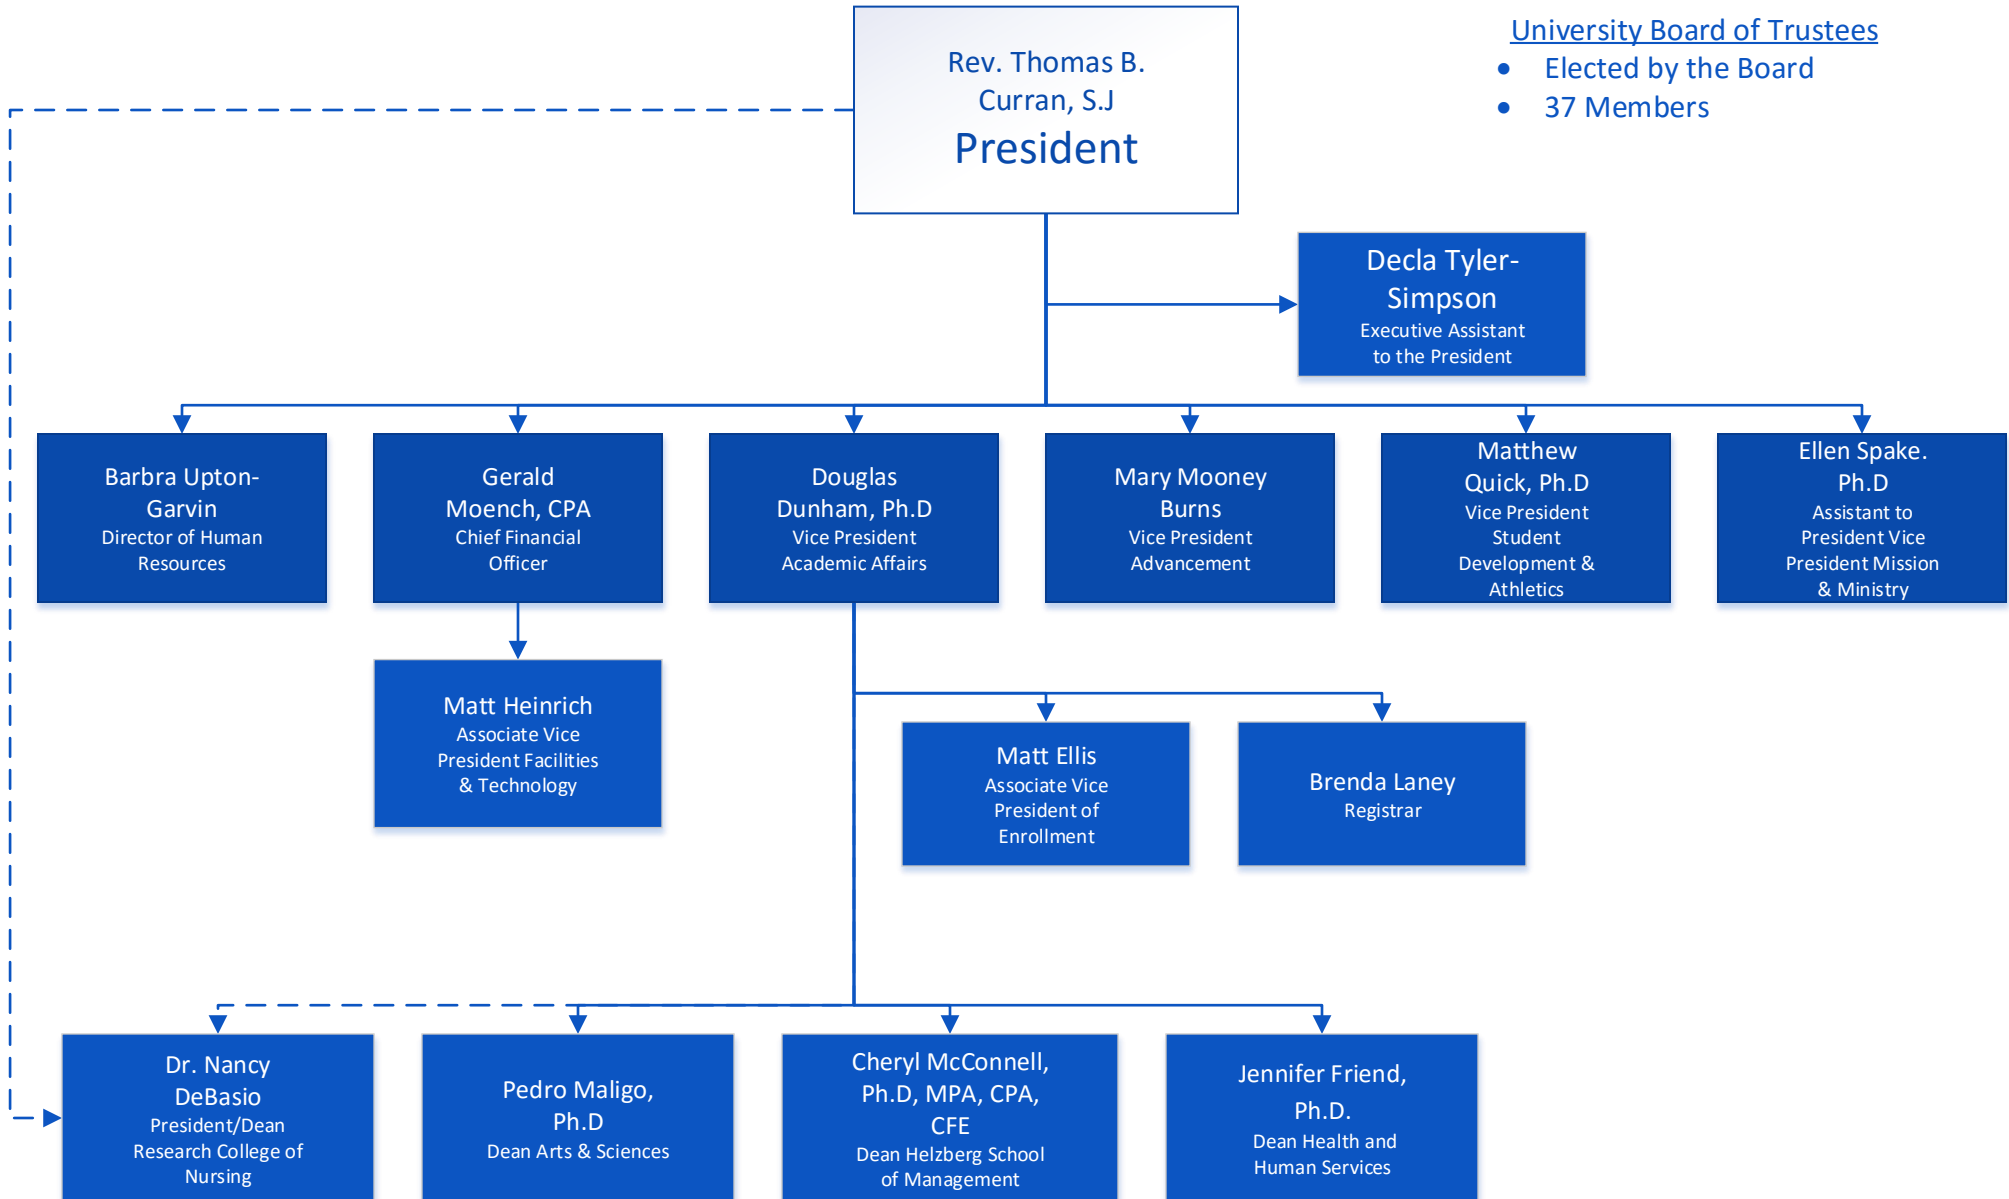 Rev. Thomas B.
Curran, S.J
President
University Board of Trustees
• Elected by the Board
• 37 Members
Decla Tyler-
Simpson
Executive Assistant
to the President
Barbra Upton-
Garvin
Director of Human
Resources
Gerald
Moench, CPA
Chief Financial
Officer
Douglas
Dunham, Ph.D
Vice President
Academic Affairs
Mary Mooney
Burns
Vice President
Advancement
Matthew
Quick, Ph.D
Vice President
Student
Development &
Athletics
Ellen Spake.
Ph.D
Assistant to
President Vice
President Mission
& Ministry
Matt Heinrich
Associate Vice
President Facilities
& Technology
Matt Ellis
Associate Vice
President of
Enrollment
Brenda Laney
Registrar
Dr. Nancy
DeBasio
President/Dean
Research College of
Nursing
Pedro Maligo,
Ph.D
Dean Arts & Sciences
Cheryl McConnell,
Ph.D, MPA, CPA,
CFE
Dean Helzberg School
of Management
Jennifer Friend,
Ph.D.
Dean Health and
Human Services